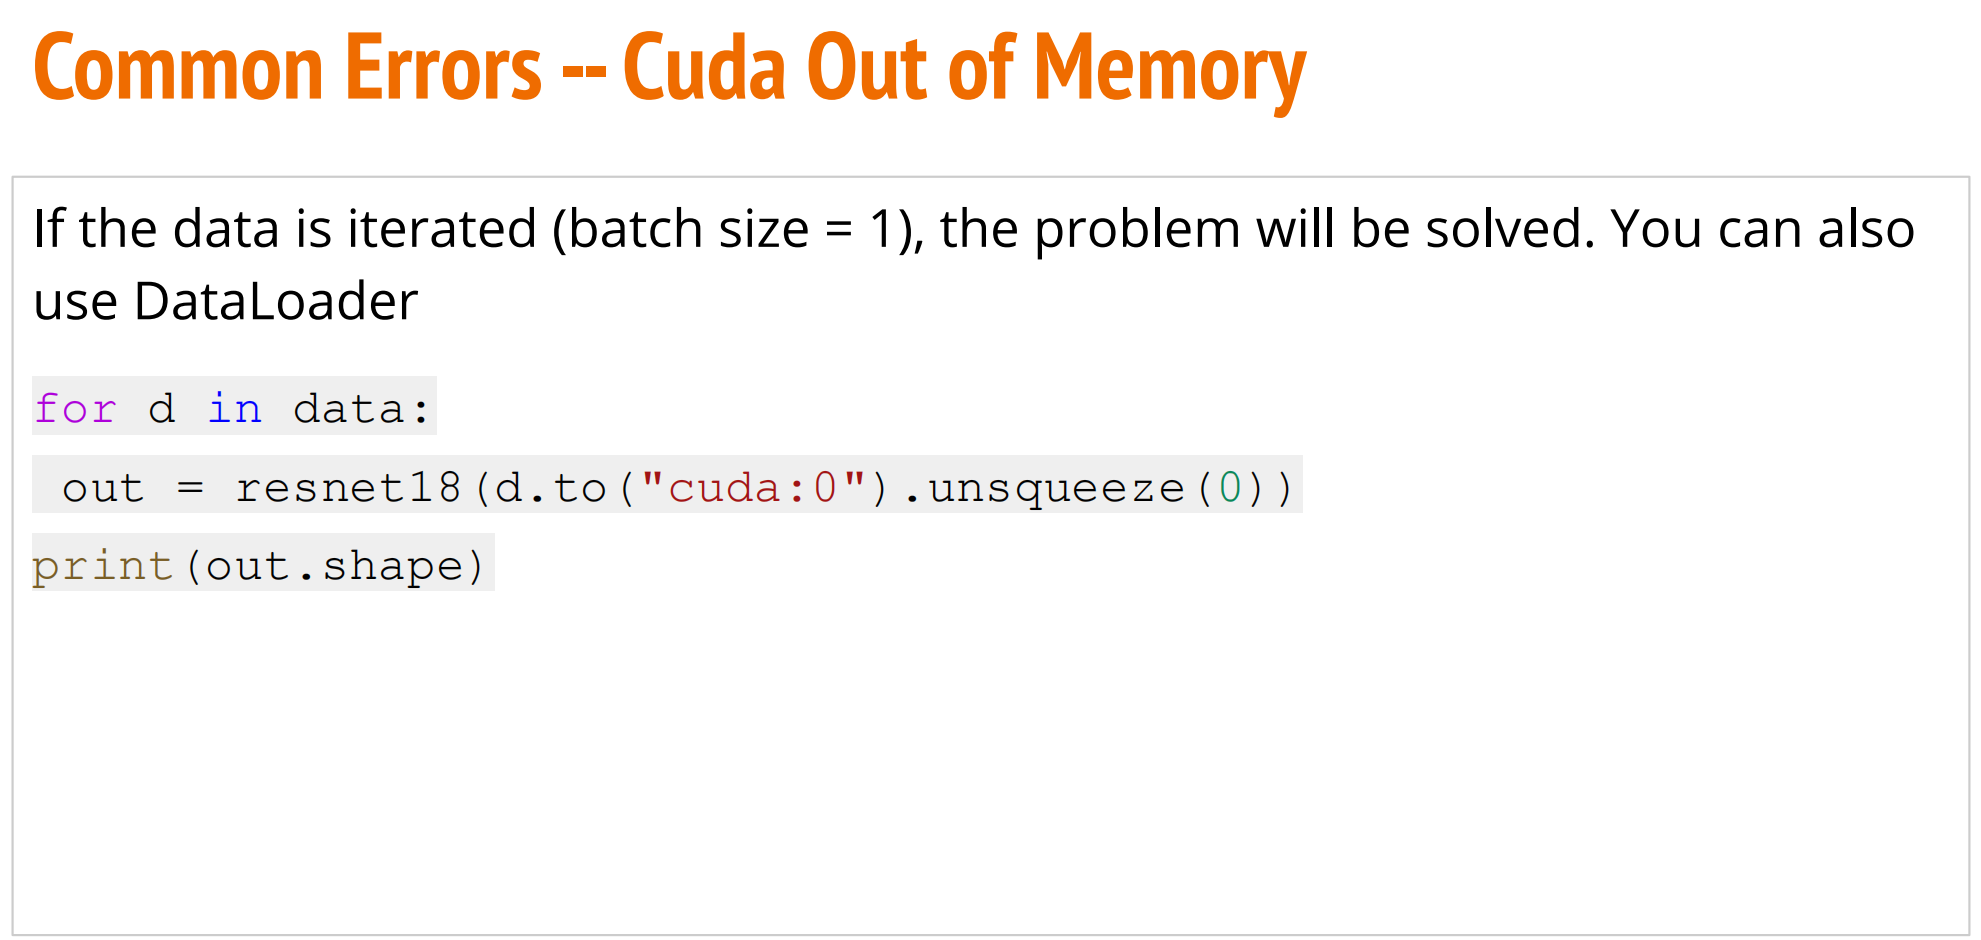 Common Errors -- Cuda Out of Memory
If the data is iterated (batch size = 1), the problem will be solved. You can also
use DataLoader
for d in data:
 out = resnet18(d.to("cuda:0").unsqueeze(0))
print(out.shape)